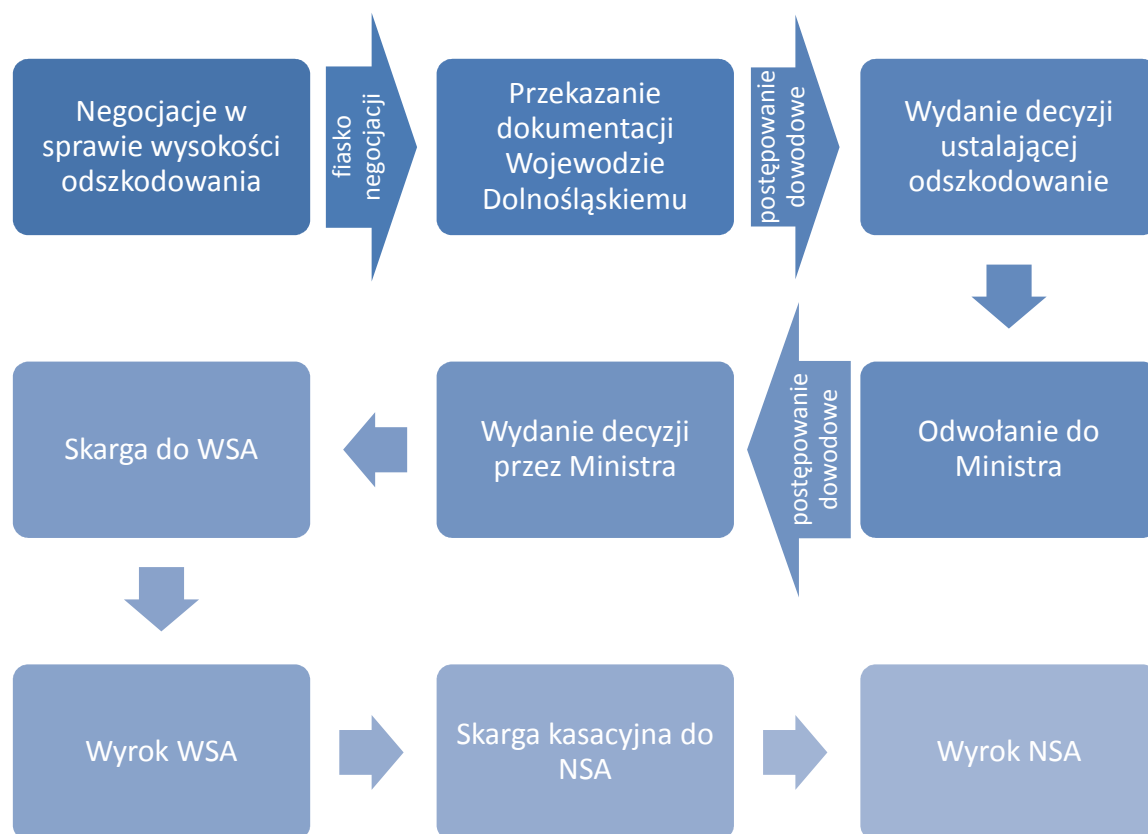 Negocjacje w
sprawie wysokości
odszkodowania
fiasko
negocjacji
Przekazanie
dokumentacji
Wojewodzie
Dolnośląskiemu
postępowanie
dowodowe
Wydanie decyzji
ustalającej
odszkodowanie
Odwołanie do
Ministra
postępowanie
dowodowe
Wydanie decyzji
przez Ministra
Skarga do WSA
Wyrok WSA
Skarga kasacyjna do
NSA
Wyrok NSA